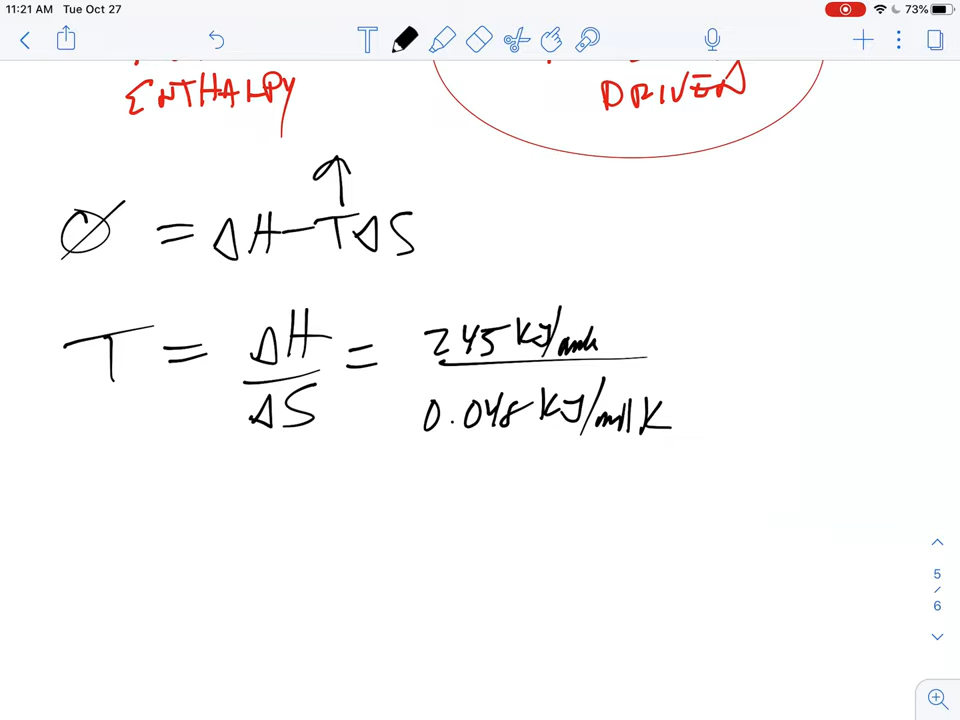 11:21 AM Tue Oct 27
73%
T
ENTHALPY
DRIVEN
∅ = ΔH - TΔS
T = ΔH/ΔS = 245 KJ/mole / 0.048 KJ/mol K
5
/
6